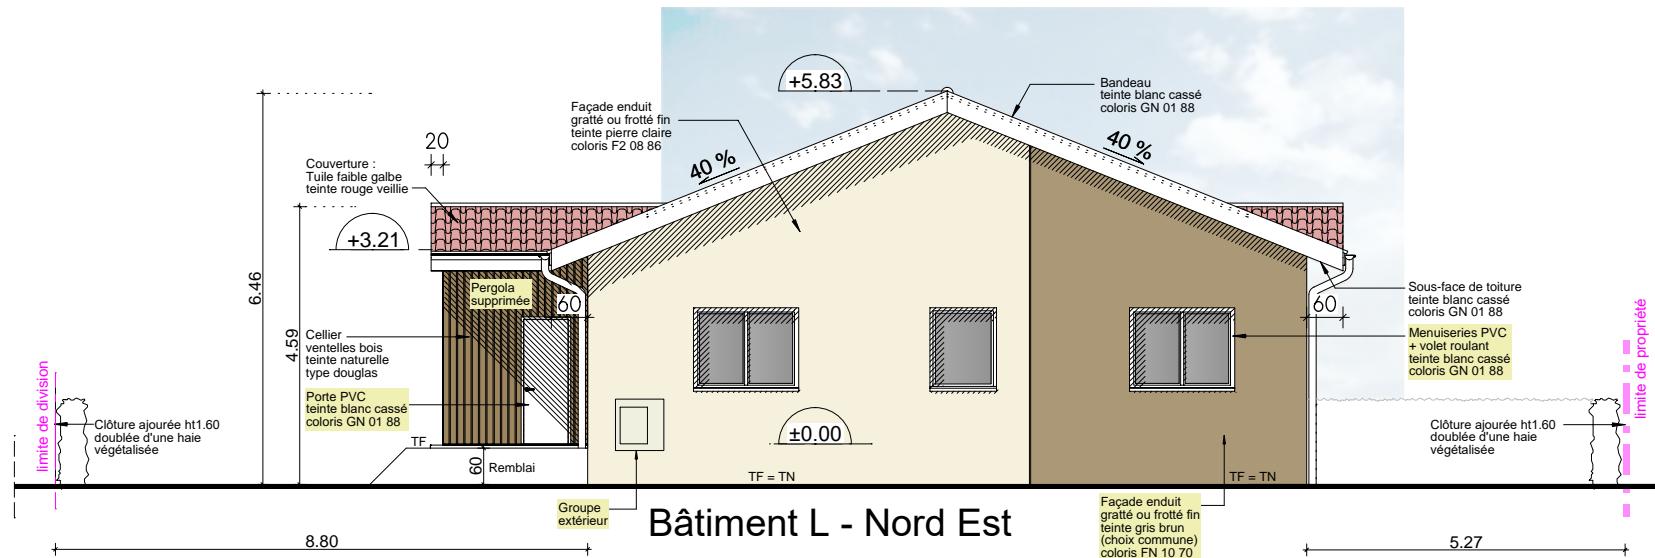 +5.83
Bandeau
teinte blanc cassé
coloris GN 01 88
Façade enduit
gratté ou frotté fin
teinte pierre claire
coloris F2 08 86
20
40 %
40 %
Couverture :
Tuile faible galbe
teinte rouge veillie
+3.21
6.46
4.59
Pergola
supprimée
60
60
Sous-face de toiture
teinte blanc cassé
coloris GN 01 88
Menuiseries PVC
+ volet roulant
teinte blanc cassé
coloris GN 01 88
Cellier
ventelles bois
teinte naturelle
type douglas
Porte PVC
teinte blanc cassé
coloris GN 01 88
limite de division
limite de propriété
Clôture ajourée ht1.60
doublée d'une haie
végétalisée
Clôture ajourée ht1.60
doublée d'une haie
végétalisée
±0.00
TF
60
Remblai
TF = TN
TF = TN
Groupe
extérieur
Façade enduit
gratté ou frotté fin
teinte gris brun
(choix commune)
coloris FN 10 70
Bâtiment L - Nord Est
8.80
5.27